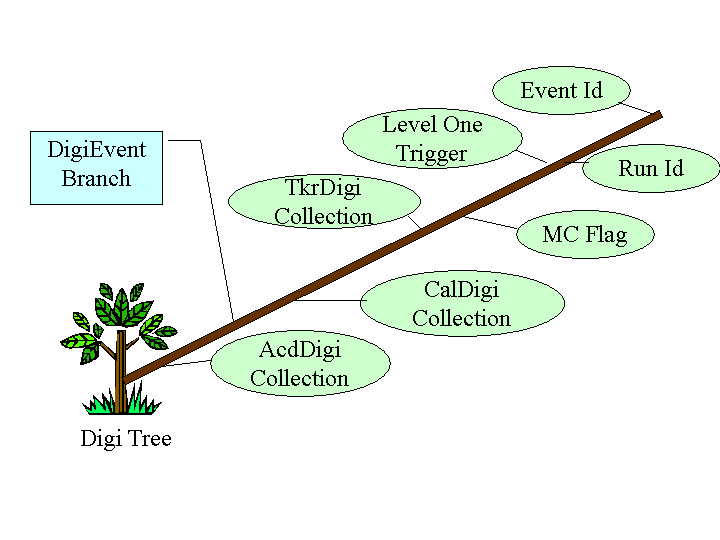 Event Id
Level One
Trigger
DigiEvent
Branch
Run Id
TkrDigi
Collection
MC Flag
CalDigi
Collection
AcdDigi
Collection
Digi Tree